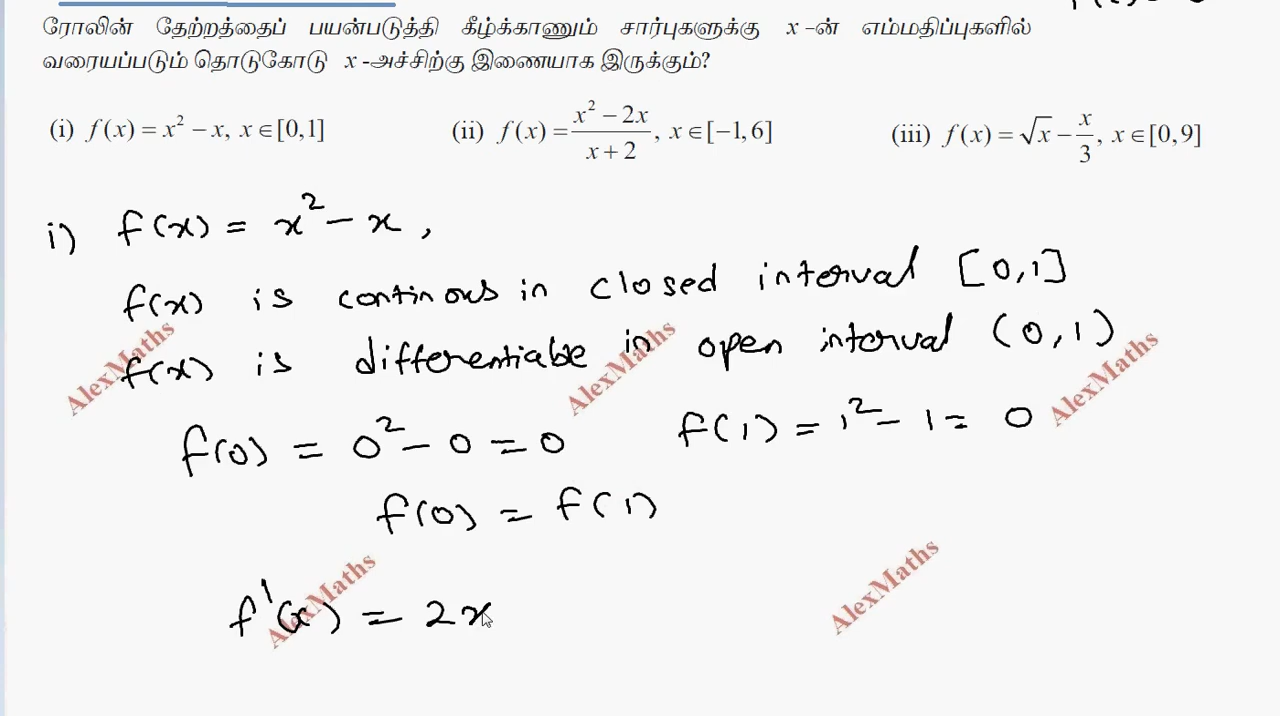 ரோலின் தேற்றத்தைப் பயன்படுத்தி கீழ்க்காணும் சார்புகளுக்கு x -ன் எம்மதிப்புகளில்
வரையப்படும் தொடுகோடு x -அச்சிற்கு இணையாக இருக்கும்?
(i) f(x) = x² − x, x ∈ [0,1] (ii) f(x) = (x² − 2x)/(x + 2), x ∈ [−1, 6] (iii) f(x) = √x − x/3, x ∈ [0, 9]
i) f(x) = x² − x,
f(x) is continous in closed interval [0,1]
f(x) is differentiable in open interval (0,1)
f(0) = 0² − 0 = 0 f(1) = 1² − 1 = 0
f(0) = f(1)
f'(x) = 2x
AlexMaths
AlexMaths
AlexMaths
AlexMaths
AlexMaths